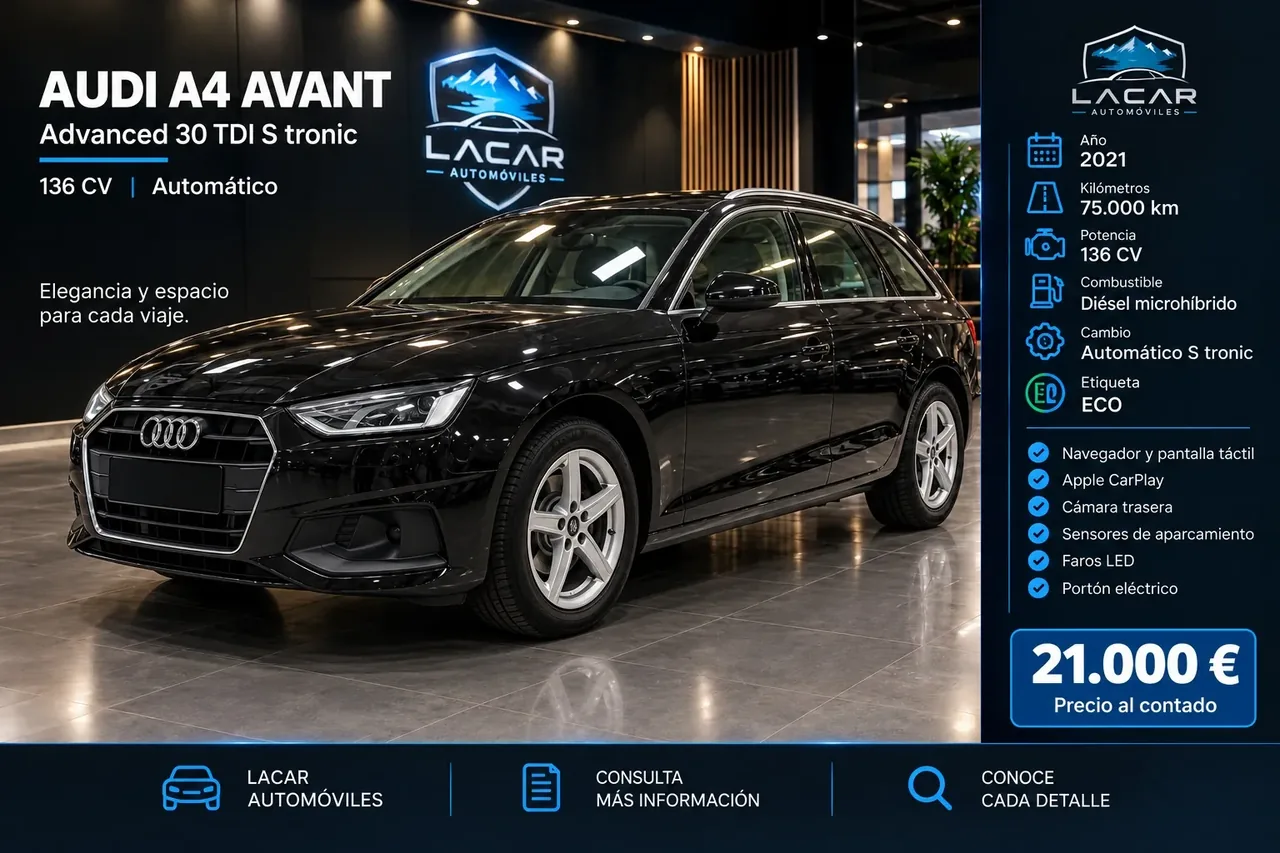 AUDI A4 AVANT
Advanced 30 TDI S tronic
136 CV | Automático
Elegancia y espacio
para cada viaje.
LACAR
AUTOMÓVILES
LACAR
AUTOMÓVILES
Año
2021
Kilómetros
75.000 km
Potencia
136 CV
Combustible
Diésel microhíbrido
Cambio
Automático S tronic
Etiqueta
ECO
Navegador y pantalla táctil
Apple CarPlay
Cámara trasera
Sensores de aparcamiento
Faros LED
Portón eléctrico
21.000 €
Precio al contado
LACAR
AUTOMÓVILES
CONSULTA
MÁS INFORMACIÓN
CONOCE
CADA DETALLE